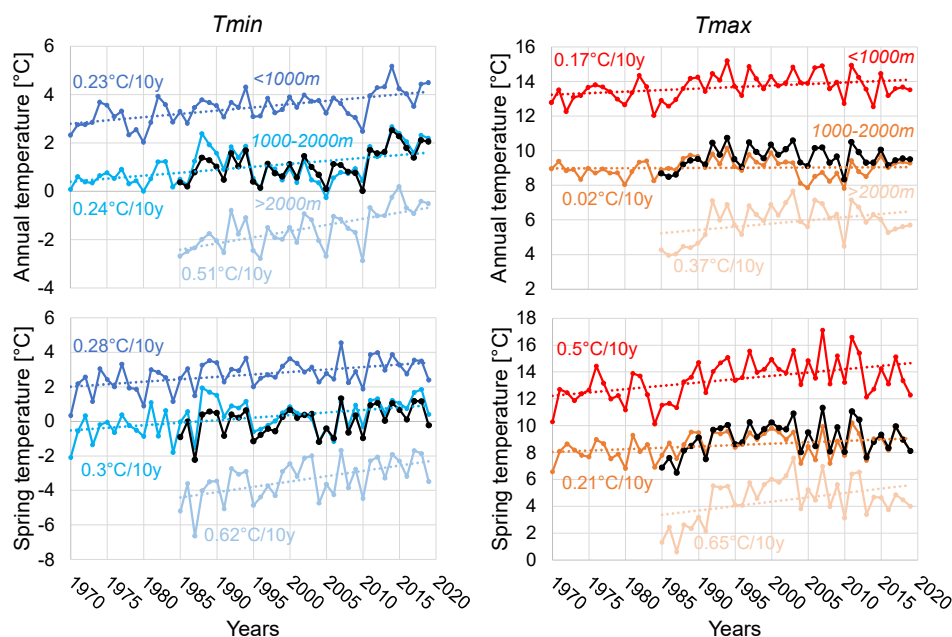 Tmin
Tmax
Annual temperature [°C]
6
4
2
0
-2
-4
0.23°C/10y
<1000m
1000-2000m
0.24°C/10y
>2000m
0.51°C/10y
Annual temperature [°C]
16
14
12
10
8
6
4
2
0.17°C/10y
<1000m
1000-2000m
0.02°C/10y
>2000m
0.37°C/10y
Spring temperature [°C]
6
4
2
0
-2
-4
-6
-8
0.28°C/10y
0.3°C/10y
0.62°C/10y
1970
1975
1980
1985
1990
1995
2000
2005
2010
2015
2020
Years
Spring temperature [°C]
18
16
14
12
10
8
6
4
2
0
0.5°C/10y
0.21°C/10y
0.65°C/10y
1970
1975
1980
1985
1990
1995
2000
2005
2010
2015
2020
Years